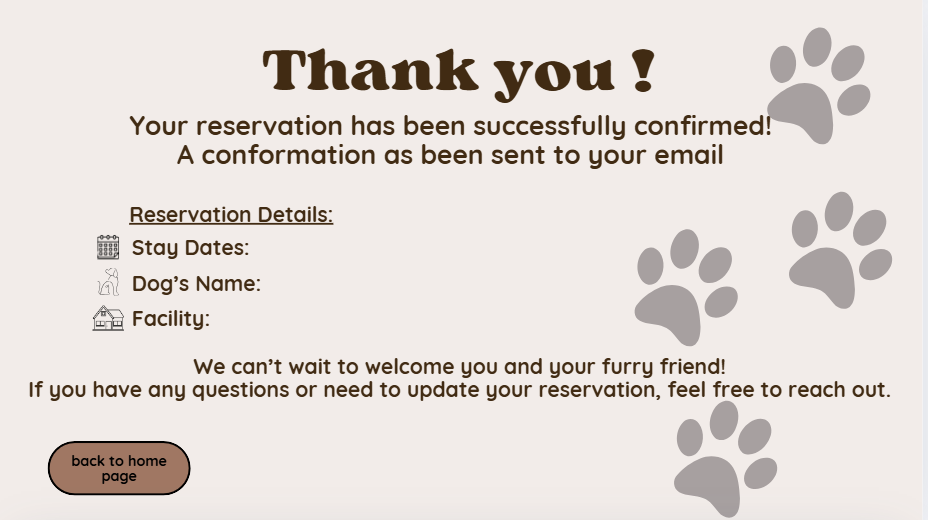 Thank you !
Your reservation has been successfully confirmed!
A conformation as been sent to your email
Reservation Details:
Stay Dates:
Dog’s Name:
Facility:
We can’t wait to welcome you and your furry friend!
If you have any questions or need to update your reservation, feel free to reach out.
back to home
page